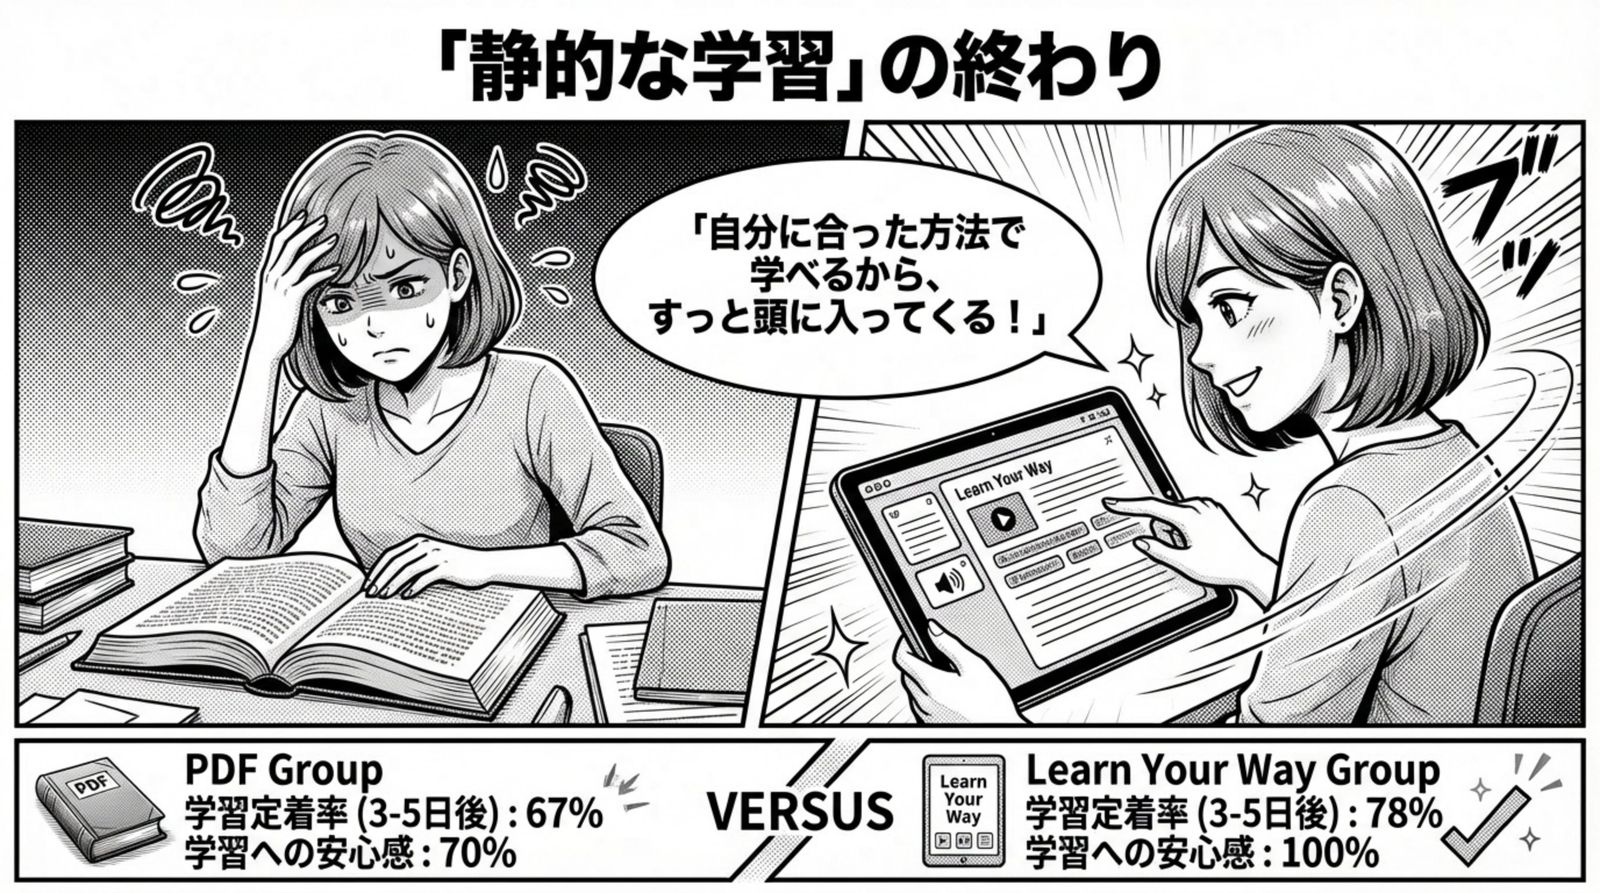 「静的な学習」の終わり
「自分に合った方法で
学べるから、
すっと頭に入ってくる！」
Learn Your Way
PDF
PDF Group
学習定着率 (3-5日後) : 67%
学習への安心感 : 70%
VERSUS
Learn
Your
Way
Learn Your Way Group
学習定着率 (3-5日後) : 78%
学習への安心感 : 100%